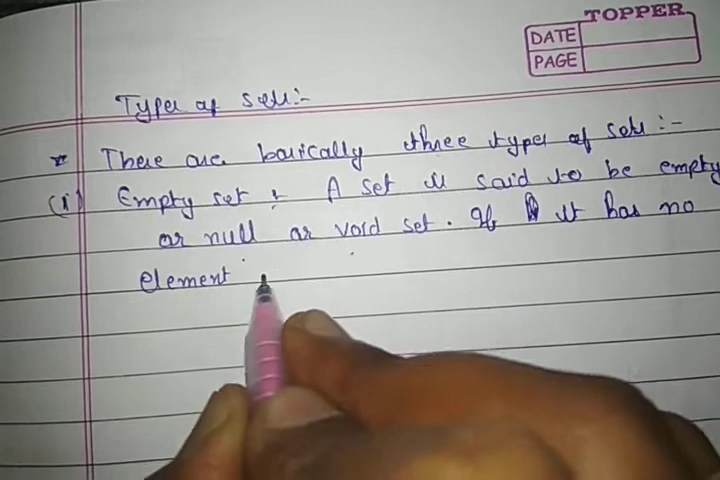 TOPPER
DATE
PAGE
Types of sets:-
* There are basically three types of sets :-
(i) Empty set : A set is said to be empty
or null or void set. If it has no
element